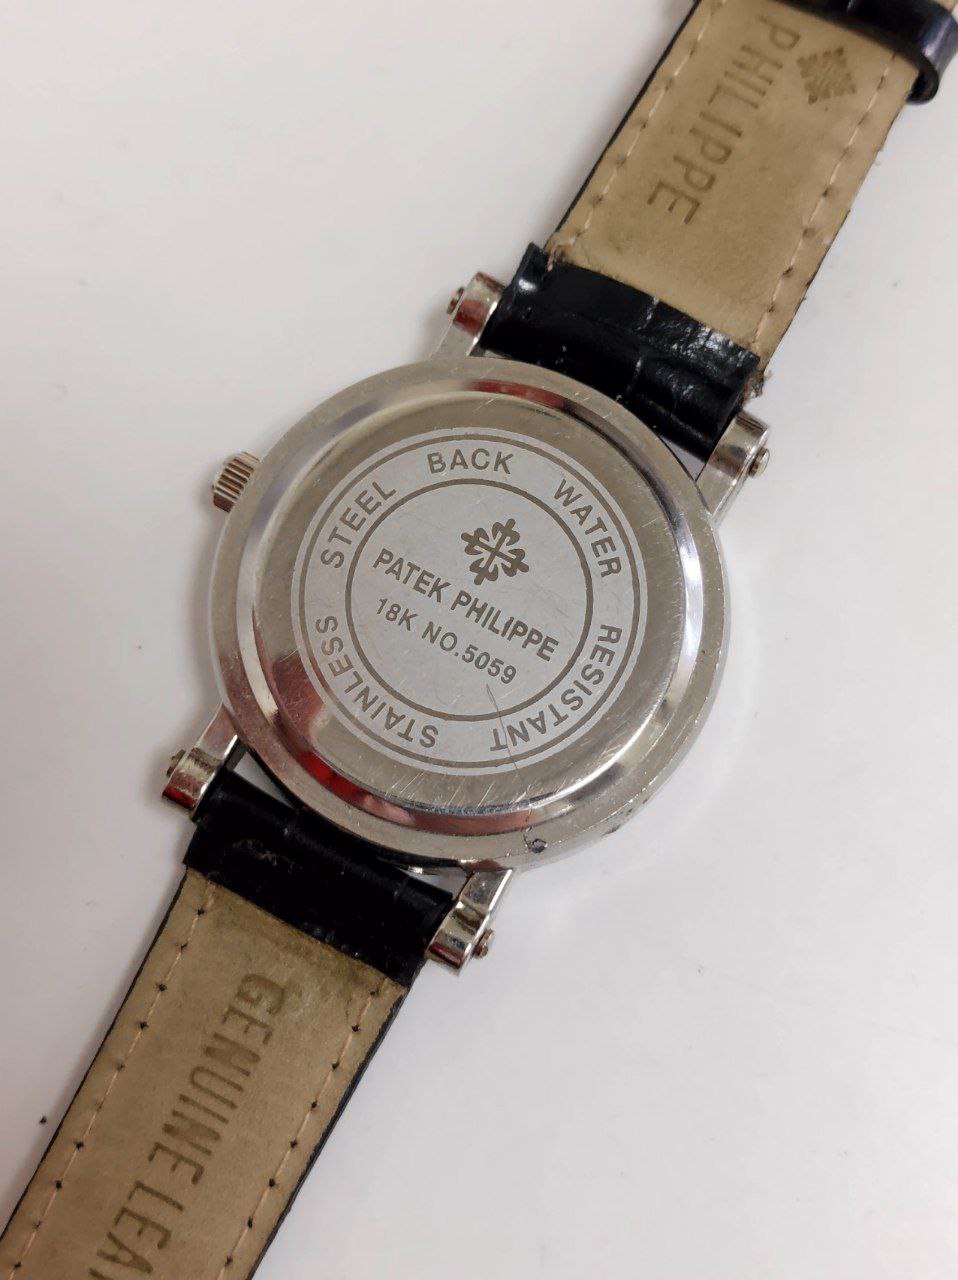 PHILIPPE
STAINLESS STEEL BACK WATER RESISTANT
PATEK PHILIPPE
18K NO.5059
GENUINE LEA